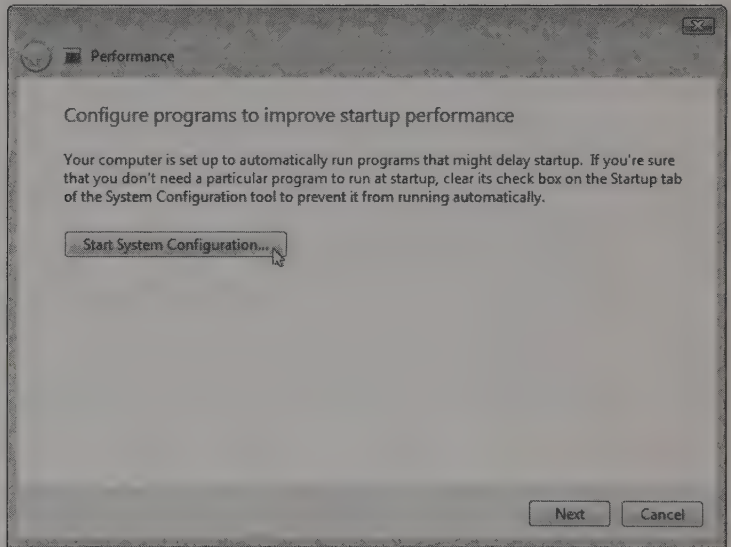 Performance
Configure programs to improve startup performance
Your computer is set up to automatically run programs that might delay startup. If you're sure
that you don't need a particular program to run at startup, clear its check box on the Startup tab
of the System Configuration tool to prevent it from running automatically.
Start System Configuration...
Next
Cancel